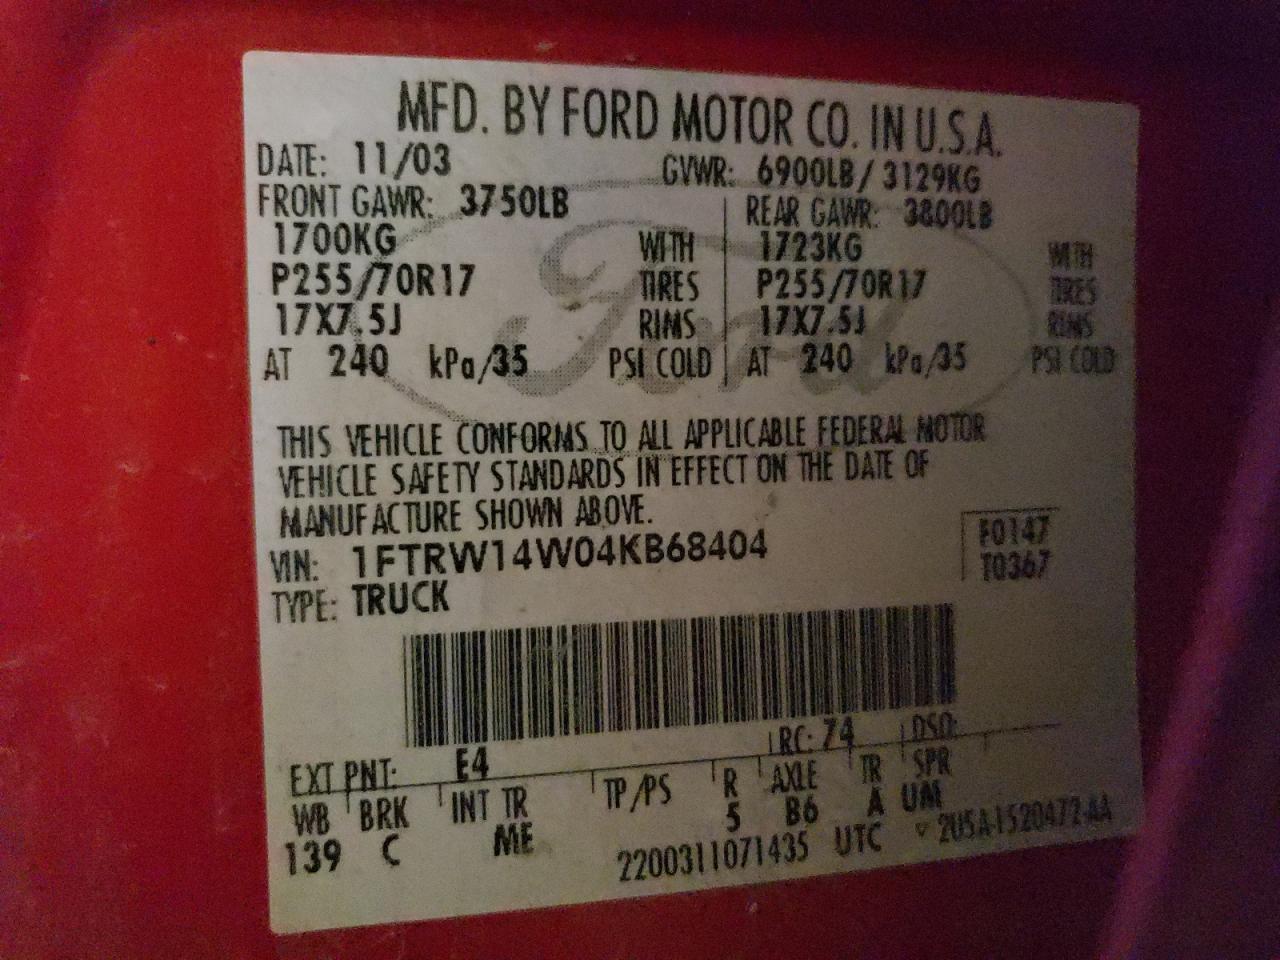 MFD. BY FORD MOTOR CO. IN U.S.A.
DATE: 11/03 GVWR: 6900LB/ 3129KG
FRONT GAWR: 3750LB REAR GAWR: 3800LB
1700KG WITH 1723KG WITH
P255/70R17 TIRES P255/70R17 TIRES
17X7.5J RIMS 17X7.5J RIMS
AT 240 kPa/35 PSI COLD AT 240 kPa/35 PSI COLD
Ford
THIS VEHICLE CONFORMS TO ALL APPLICABLE FEDERAL MOTOR
VEHICLE SAFETY STANDARDS IN EFFECT ON THE DATE OF
MANUFACTURE SHOWN ABOVE.
VIN: 1FTRW14W04KB68404 F0147
TYPE: TRUCK T0367
EXT PNT: E4 RC: 74 DSO:
WB BRK INT TR TP/PS R AXLE TR SPR
139 C ME 5 B6 A UM
2200311071435 UTC ▽ 2U5A-1520472-AA